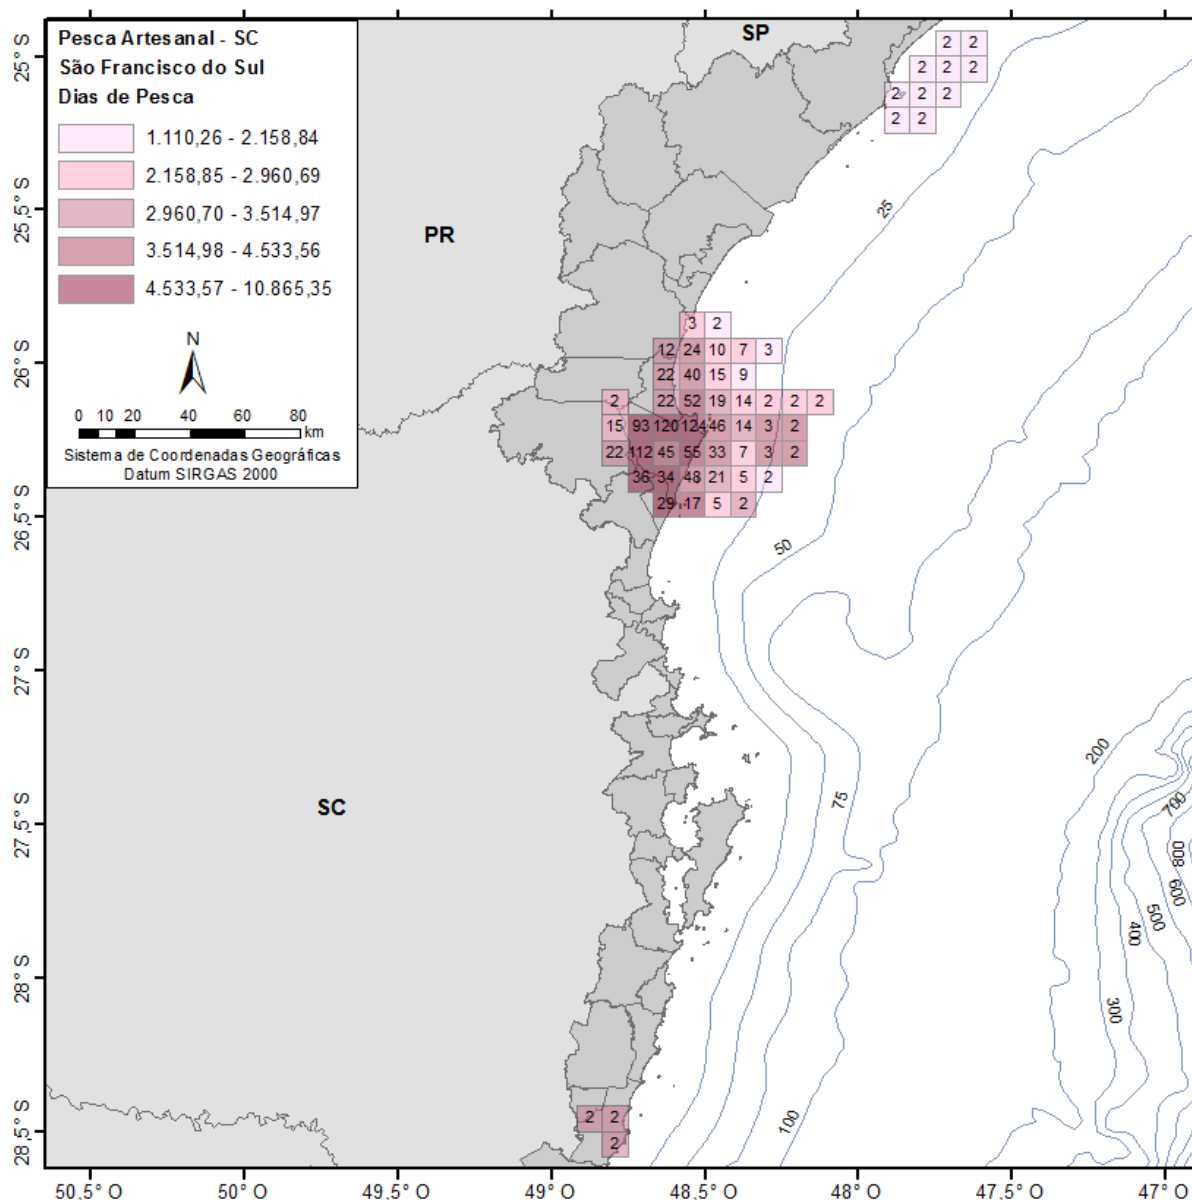 Pesca Artesanal - SC
São Francisco do Sul
Dias de Pesca
1.110,26 - 2.158,84
2.158,85 - 2.960,69
2.960,70 - 3.514,97
3.514,98 - 4.533,56
4.533,57 - 10.865,35
N
0 10 20 40 60 80
km
Sistema de Coordenadas Geográficas
Datum SIRGAS 2000
SP
PR
SC
2 2
2 2 2
2 2 2
2 2
3 2
12 24 10 7 3
22 40 15 9
2 22 52 19 14 2 2 2
15 93 120 124 46 14 3 2
22 112 45 55 33 7 3 2
36 34 48 21 5 2
29 17 5 2
2 2
2
25
50
75
100
200
300
400
500
600
700
800
25° S
25,5° S
26° S
26,5° S
27° S
27,5° S
28° S
28,5° S
50,5° O
50° O
49,5° O
49° O
48,5° O
48° O
47,5° O
47° O